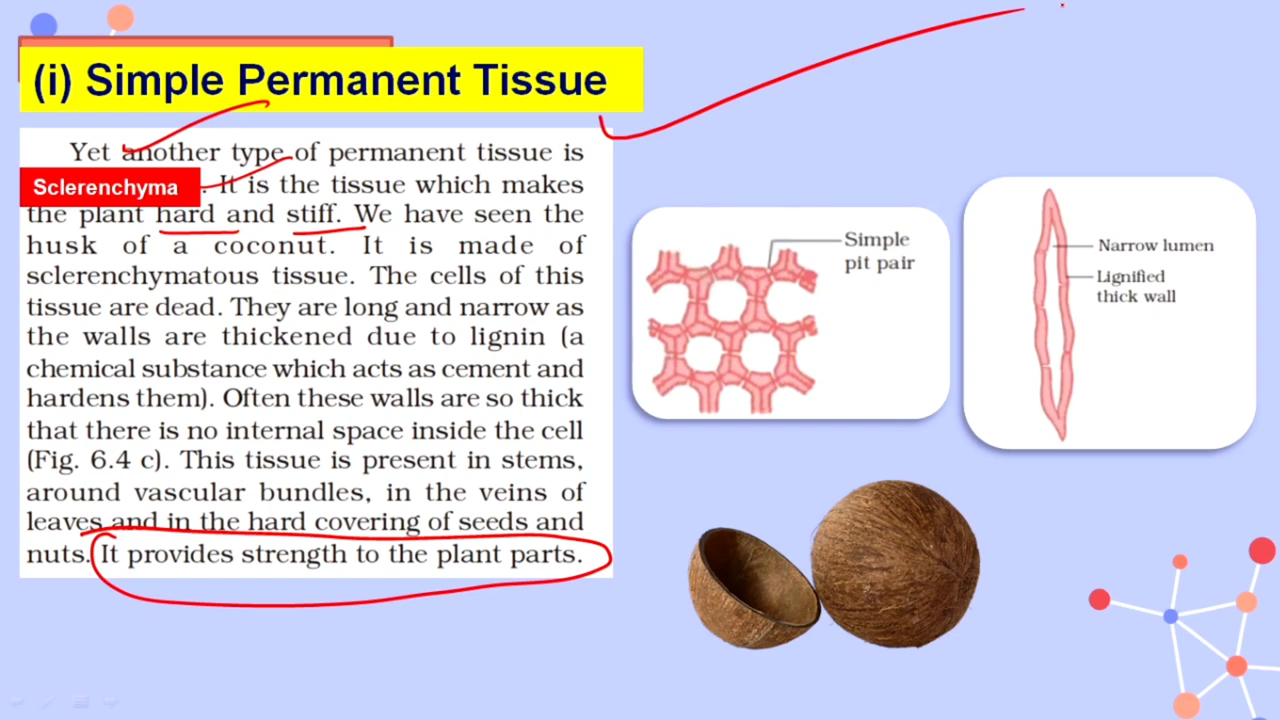 (i) Simple Permanent Tissue
Yet another type of permanent tissue is
Sclerenchyma . It is the tissue which makes
the plant hard and stiff. We have seen the
husk of a coconut. It is made of
sclerenchymatous tissue. The cells of this
tissue are dead. They are long and narrow as
the walls are thickened due to lignin (a
chemical substance which acts as cement and
hardens them). Often these walls are so thick
that there is no internal space inside the cell
(Fig. 6.4 c). This tissue is present in stems,
around vascular bundles, in the veins of
leaves and in the hard covering of seeds and
nuts. It provides strength to the plant parts.
Simple
pit pair
Narrow lumen
Lignified
thick wall